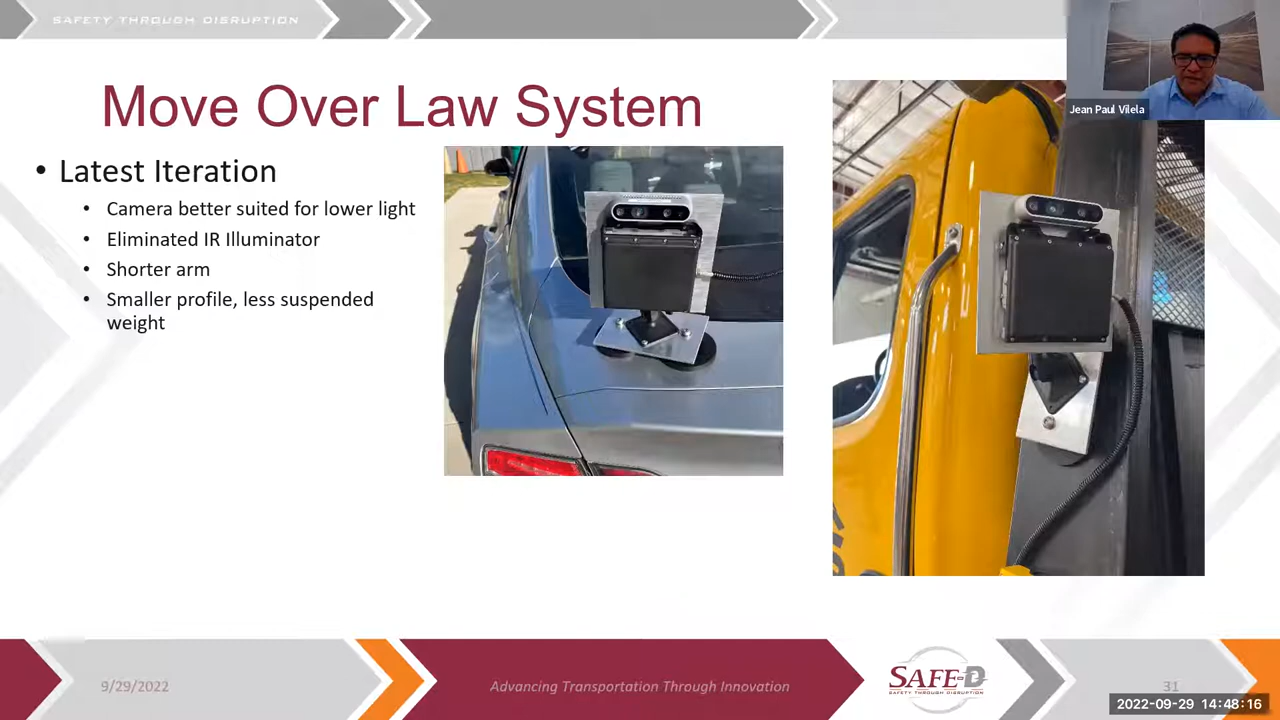 SAFETY THROUGH DISRUPTION
Jean Paul Vilela
Move Over Law System
• Latest Iteration
• Camera better suited for lower light
• Eliminated IR Illuminator
• Shorter arm
• Smaller profile, less suspended
weight
9/29/2022
Advancing Transportation Through Innovation
SAFE-D
SAFETY THROUGH DISRUPTION
31
2022-09-29 14:48:16